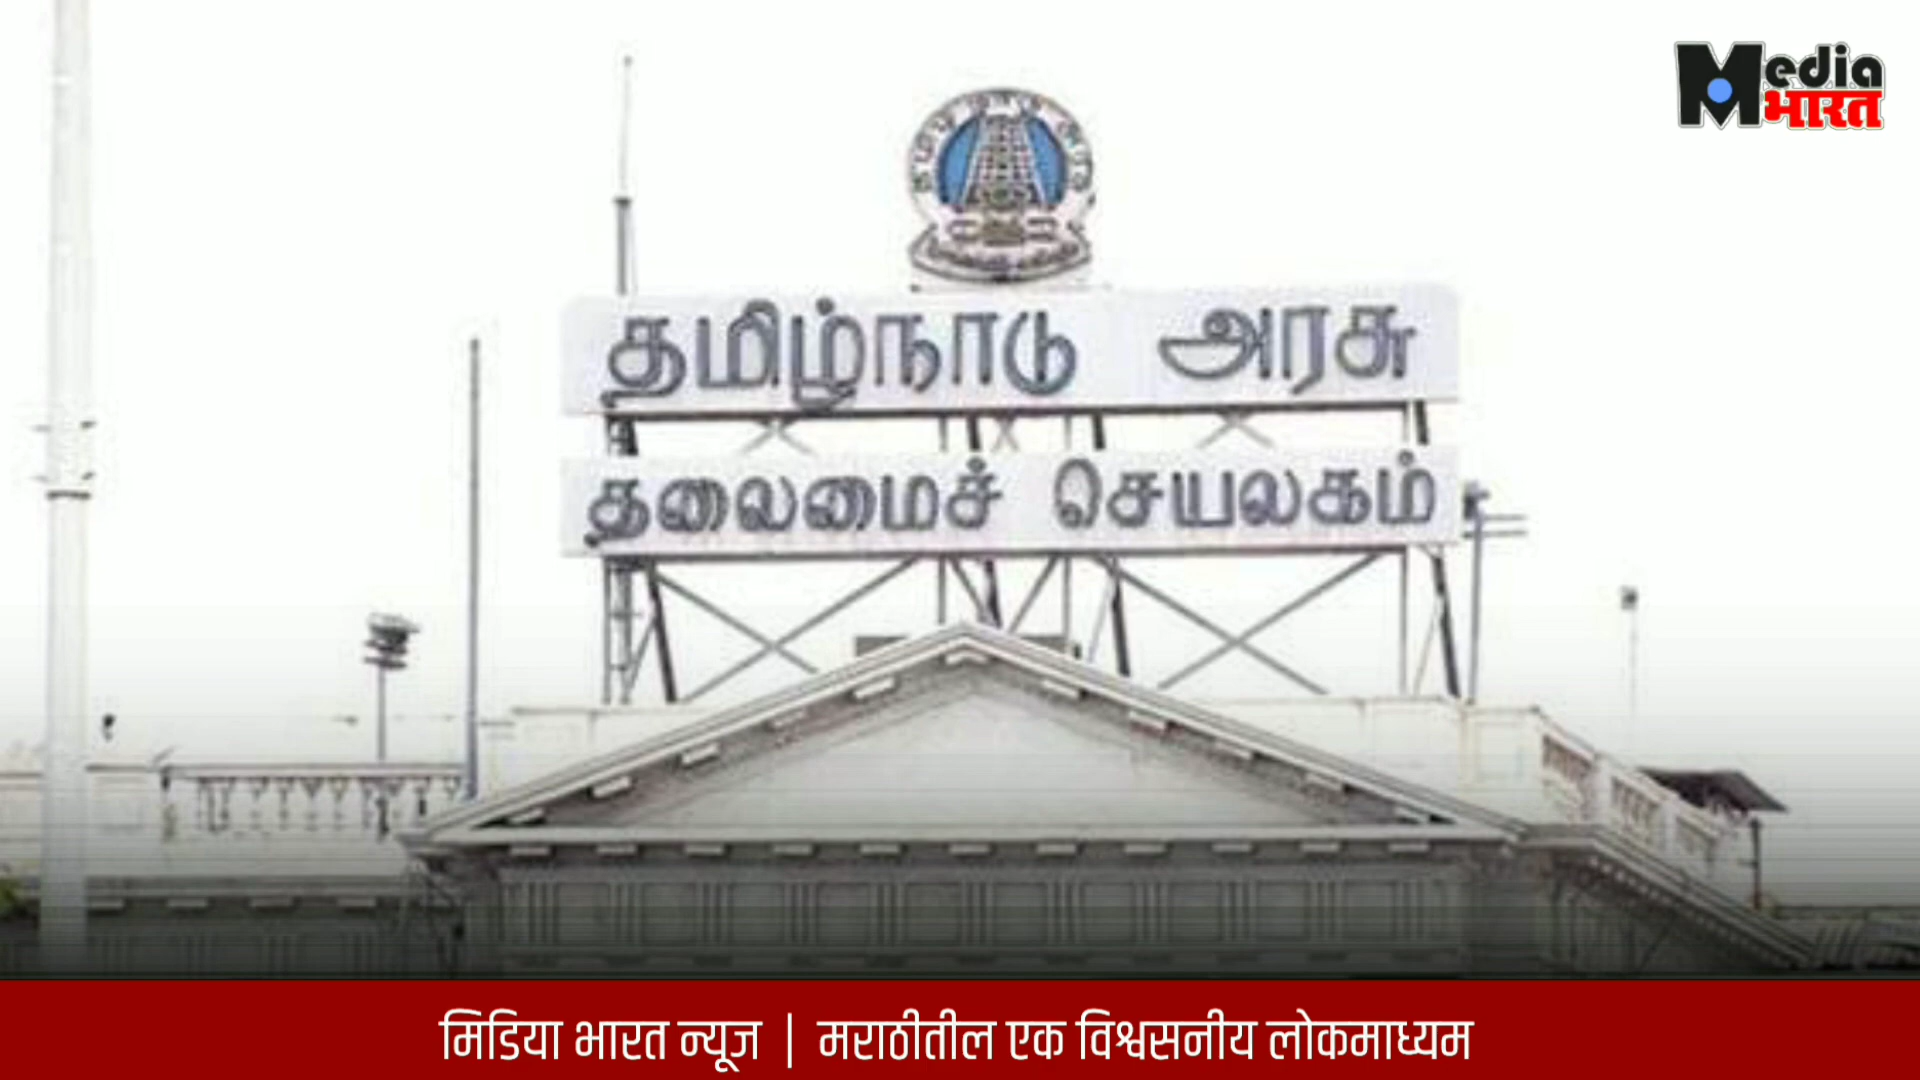 Media
भारत
தமிழ்நாடு அரசு
தலைமைச் செயலகம்
मिडिया भारत न्यूज | मराठीतील एक विश्वसनीय लोकमाध्यम